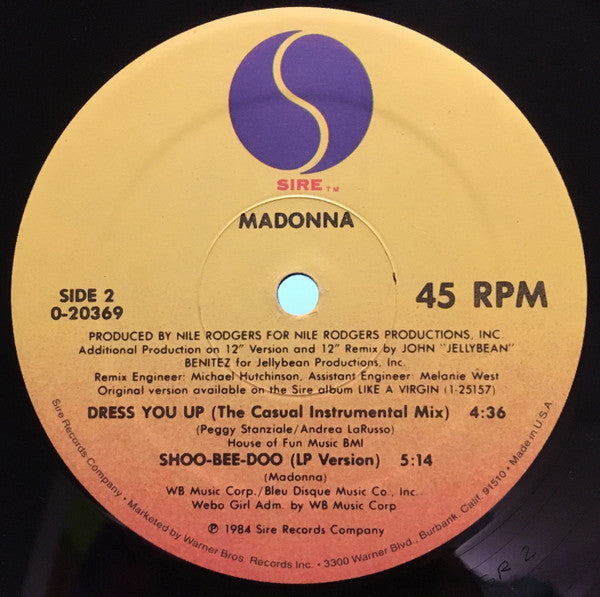 SIRE TM
MADONNA
SIDE 2
0-20369
45 RPM
PRODUCED BY NILE RODGERS FOR NILE RODGERS PRODUCTIONS, INC.
Additional Production on 12" Version and 12" Remix by JOHN "JELLYBEAN"
BENITEZ for Jellybean Productions, Inc.
Remix Engineer: Michael Hutchinson, Assistant Engineer: Melanie West
Original version available on the Sire album LIKE A VIRGIN (1-25157)
DRESS YOU UP (The Casual Instrumental Mix) 4:36
(Peggy Stanziale/Andrea LaRusso)
House of Fun Music BMI
SHOO-BEE-DOO (LP Version) 5:14
(Madonna)
WB Music Corp./Bleu Disque Music Co., Inc.
Webo Girl Adm. by WB Music Corp
℗ 1984 Sire Records Company
Sire Records Company • Marketed by Warner Bros. Records Inc. • 3300 Warner Blvd., Burbank, Calif. 91510 • Made in U.S.A.